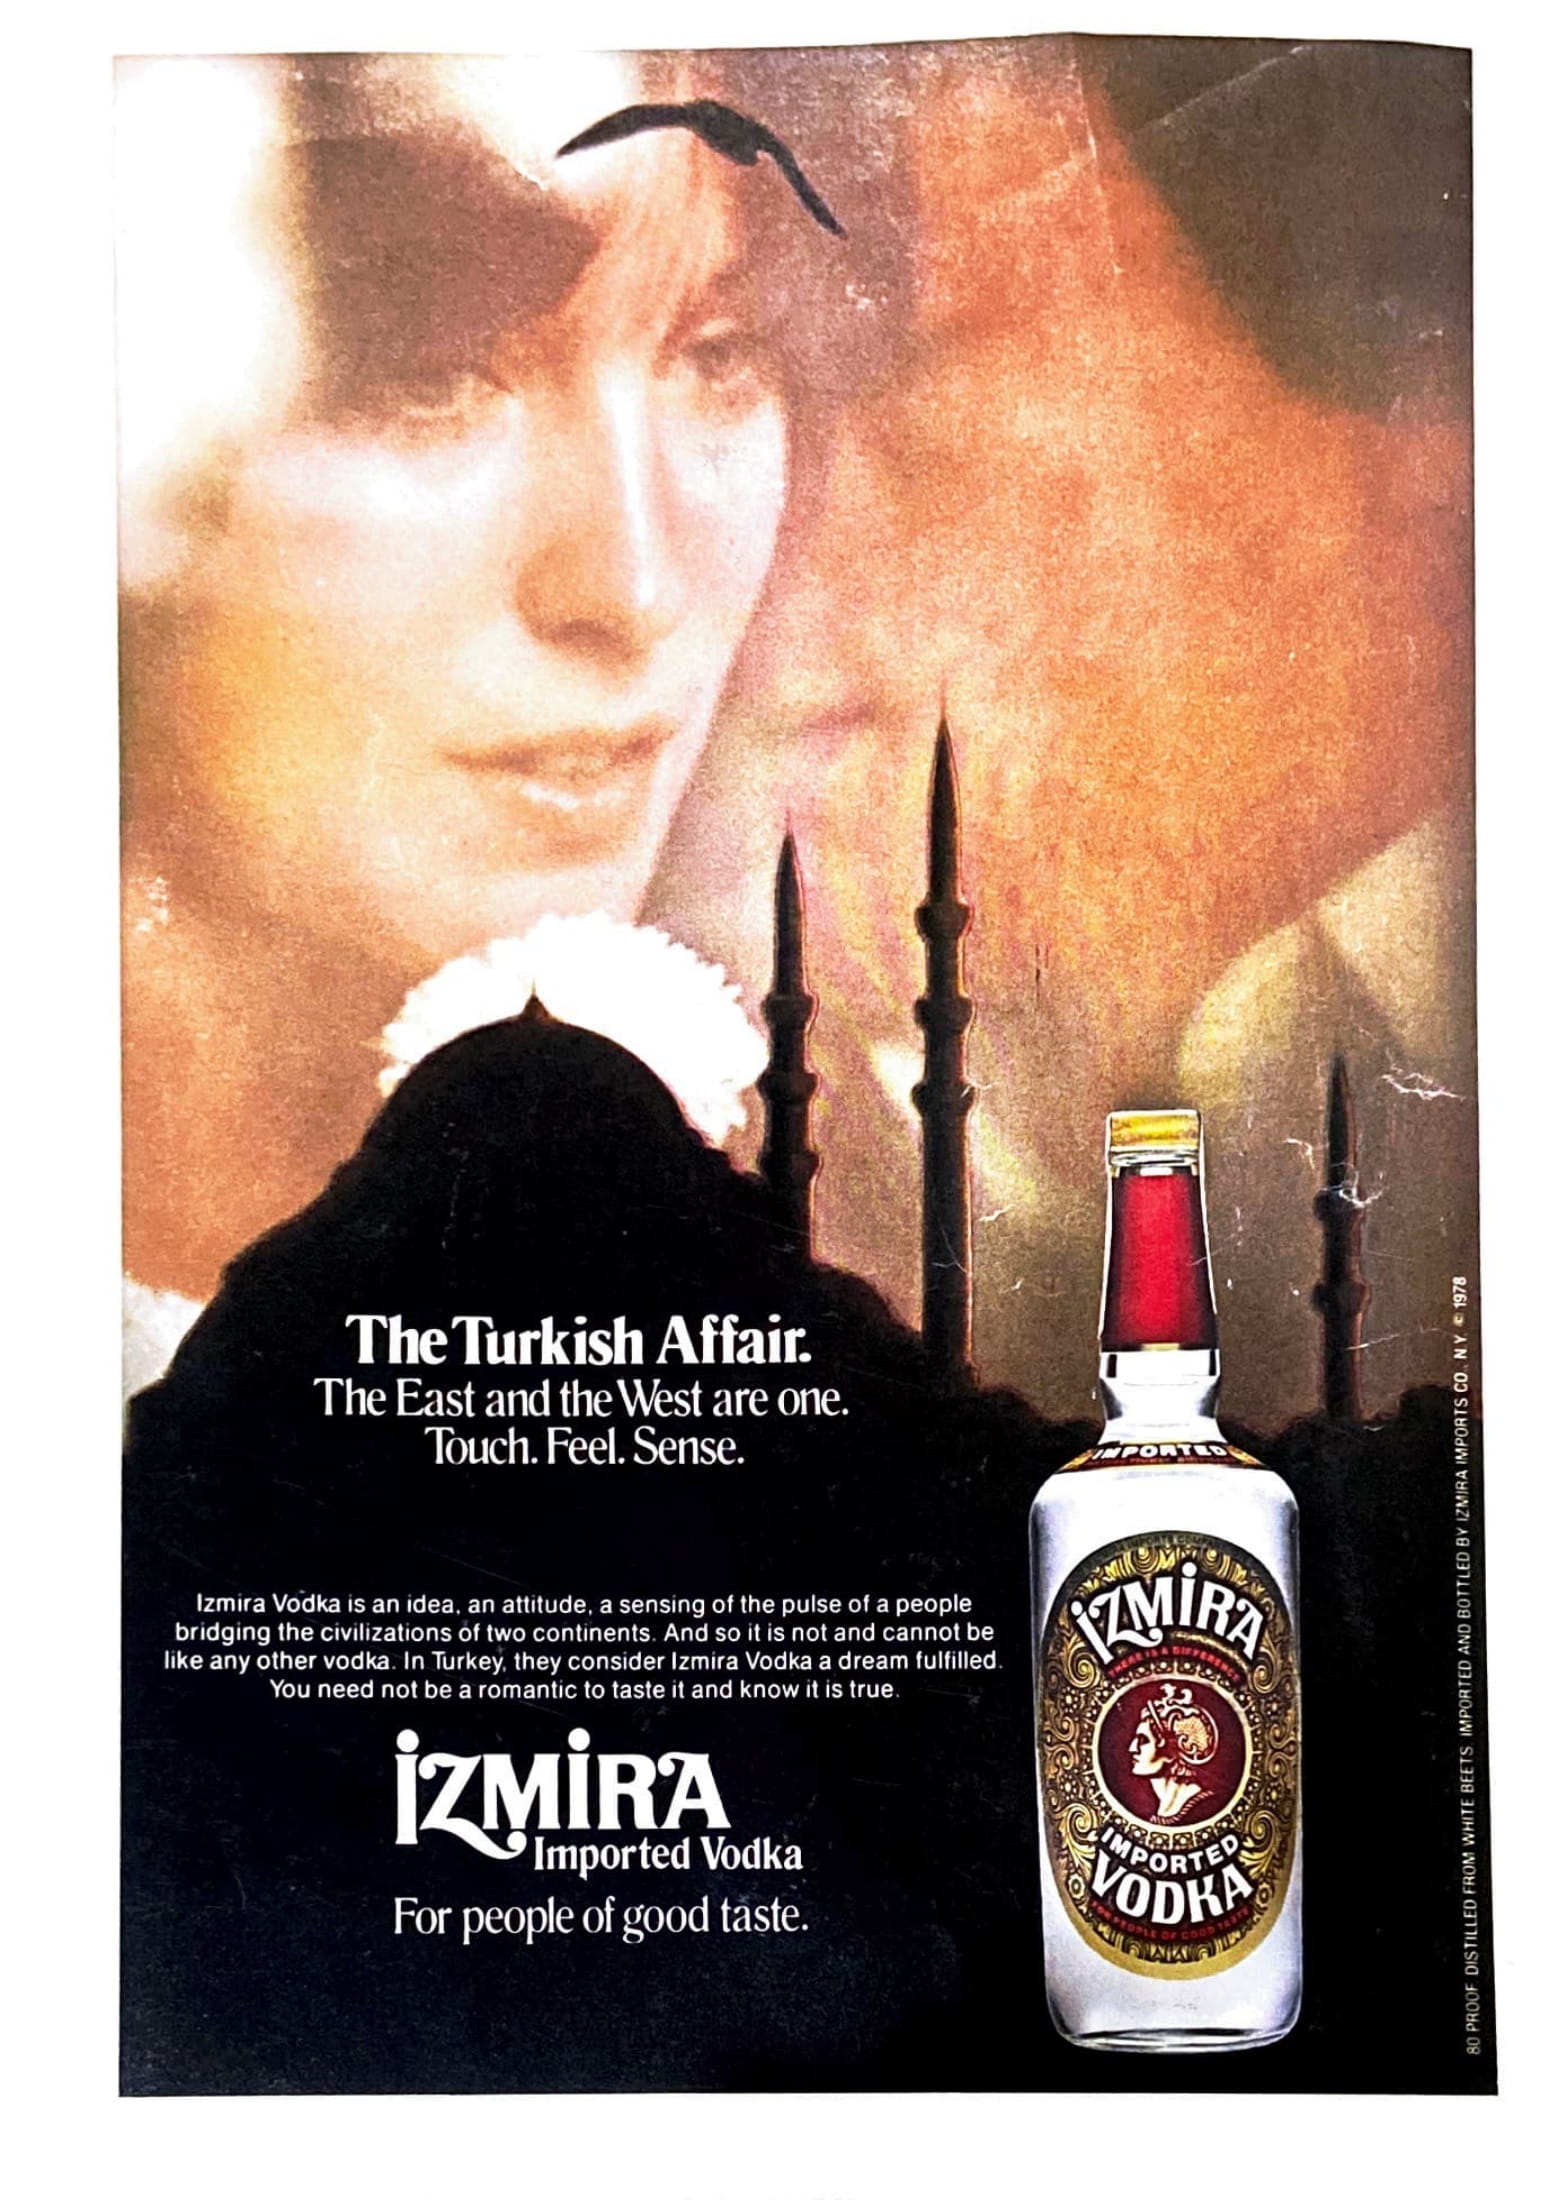 The Turkish Affair.
The East and the West are one.
Touch. Feel. Sense.
Izmira Vodka is an idea, an attitude, a sensing of the pulse of a people
bridging the civilizations of two continents. And so it is not and cannot be
like any other vodka. In Turkey, they consider Izmira Vodka a dream fulfilled.
You need not be a romantic to taste it and know it is true.
İZMİRA
Imported Vodka
For people of good taste.
IMPORTED
İZMİRA
THERE IS A DIFFERENCE
IMPORTED
VODKA
FOR PEOPLE OF GOOD TASTE
80 PROOF DISTILLED FROM WHITE BEETS IMPORTED AND BOTTLED BY IZMIRA IMPORTS CO. N.Y. © 1978